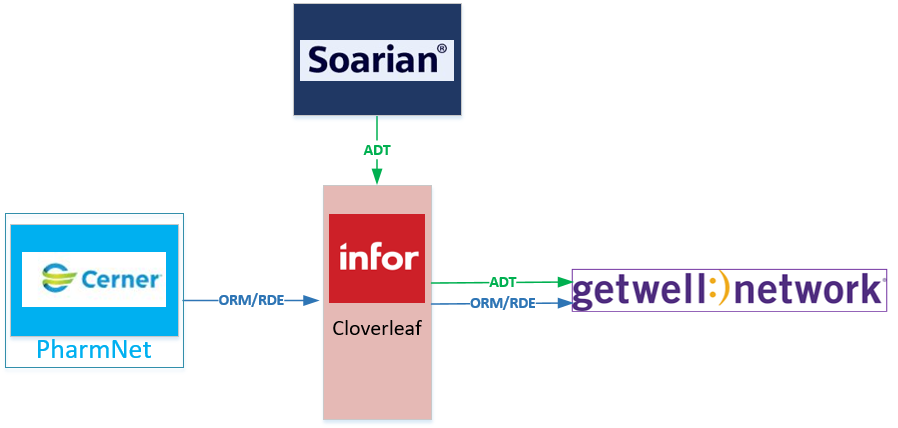 Soarian®
ADT
Cerner
PharmNet
ORM/RDE
infor
Cloverleaf
ADT
ORM/RDE
getwell:)network®